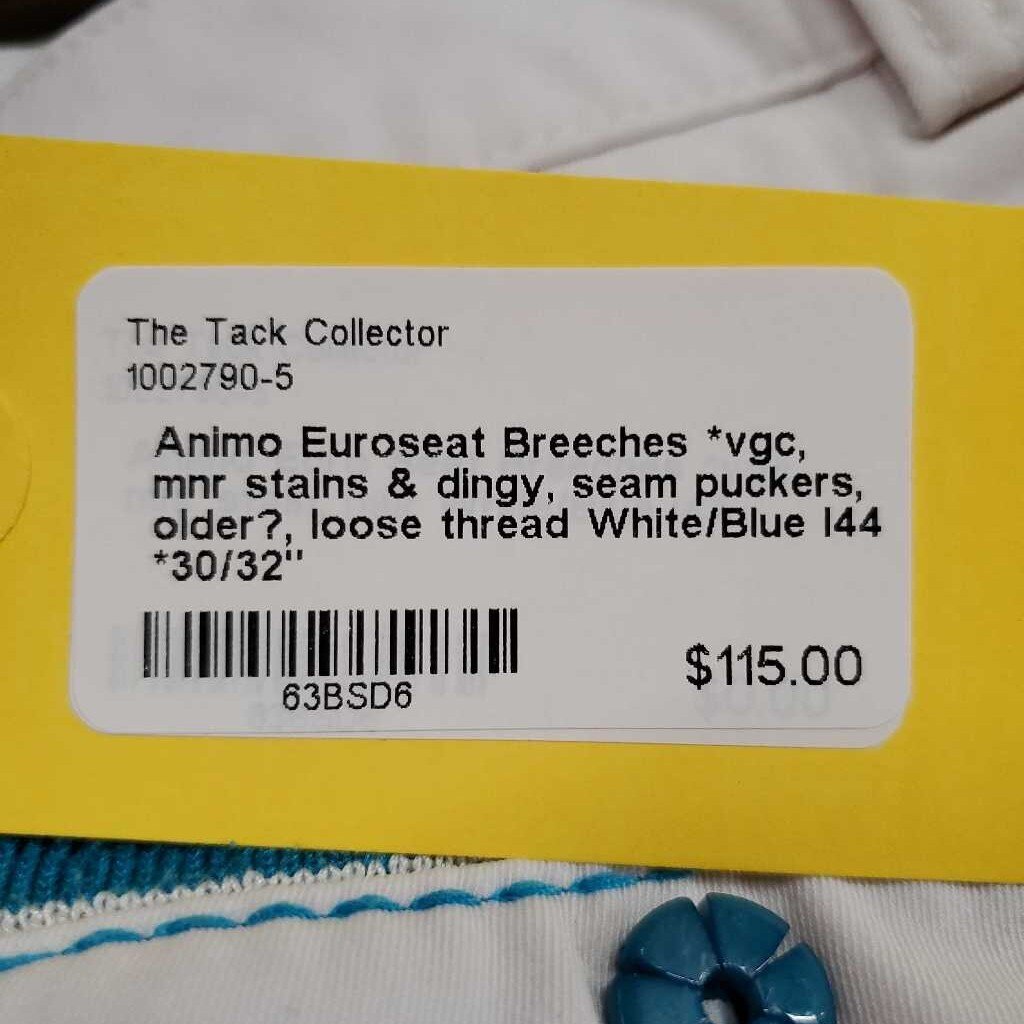 The Tack Collector
1002790-5
Animo Euroseat Breeches *vgc,
mnr stains & dingy, seam puckers,
older?, loose thread White/Blue I44
*30/32"
63BSD6
$115.00